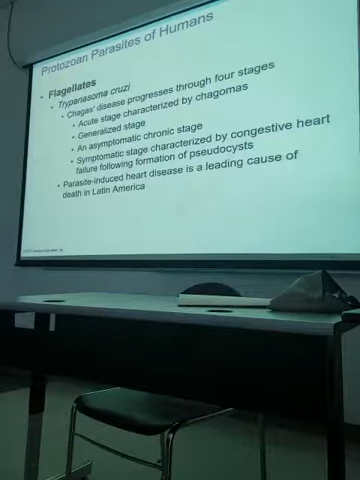 Protozoan Parasites of Humans
• Flagellates
• Trypanasoma cruzi
• Chagas' disease progresses through four stages
• Acute stage characterized by chagomas
• Generalized stage
• An asymptomatic chronic stage
• Symptomatic stage characterized by congestive heart
failure following formation of pseudocysts
• Parasite-induced heart disease is a leading cause of
death in Latin America